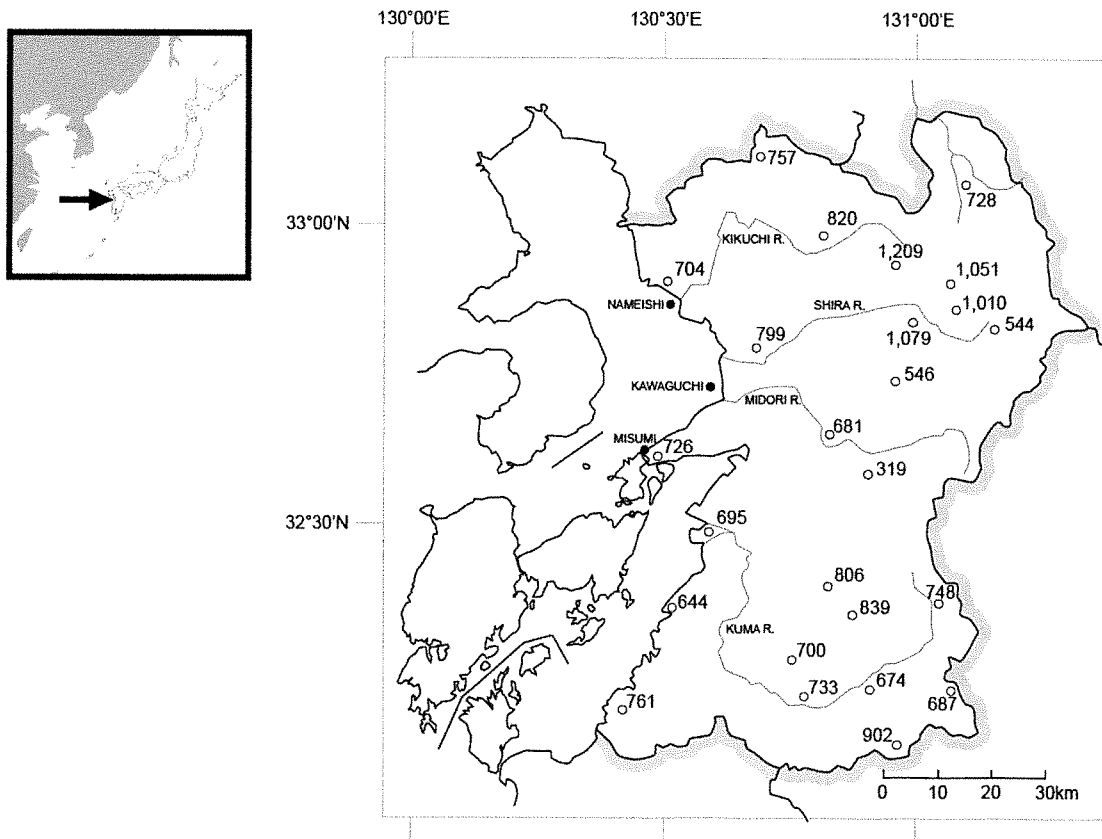 130°00'E 130°30'E 131°00'E
757
728
33°00'N
820
KIKUCHI R.
1,209
704
1,051
NAMEISHI
SHIRA R.
1,010
544
799
1,079
KAWAGUCHI
546
MIDORI R.
681
MISUMI
726
319
32°30'N
695
806
748
644
839
KUMA R.
700
674
733
687
761
902
0 10 20 30km